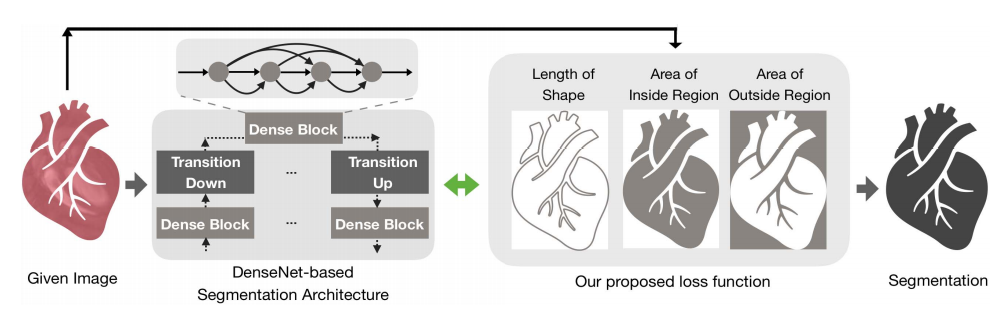 Length of
Shape
Area of
Inside Region
Area of
Outside Region
Dense Block
Transition
Down
...
Transition
Up
Dense Block
...
Dense Block
Given Image
DenseNet-based
Segmentation Architecture
Our proposed loss function
Segmentation